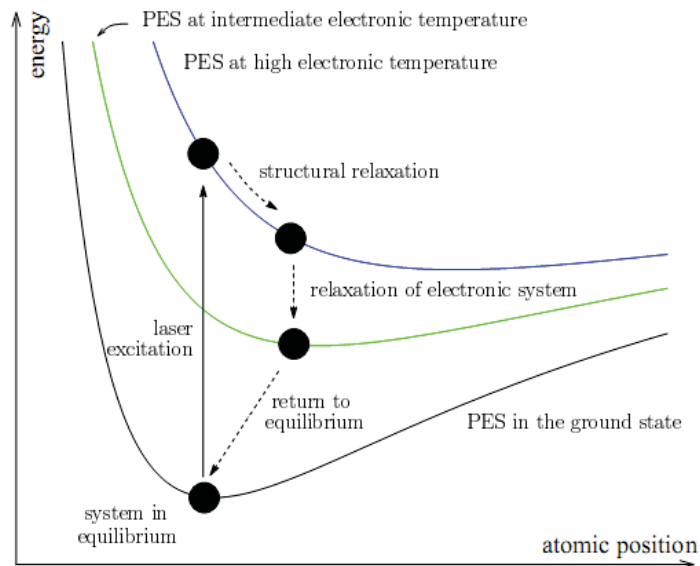 energy
PES at intermediate electronic temperature
PES at high electronic temperature
structural relaxation
relaxation of electronic system
laser
excitation
return to
equilibrium
PES in the ground state
system in
equilibrium
atomic position